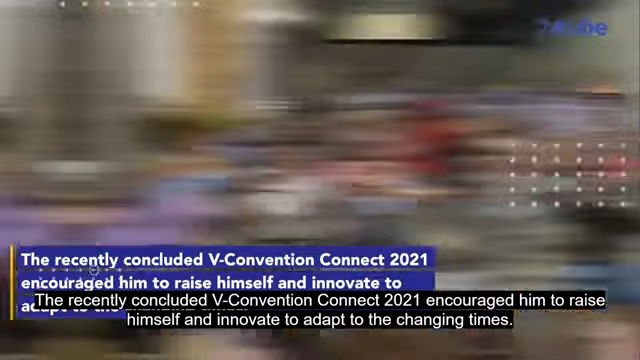 The recently concluded V-Convention Connect 2021
encouraged him to raise himself and innovate to
The recently concluded V-Convention Connect 2021 encouraged him to raise
himself and innovate to adapt to the changing times.